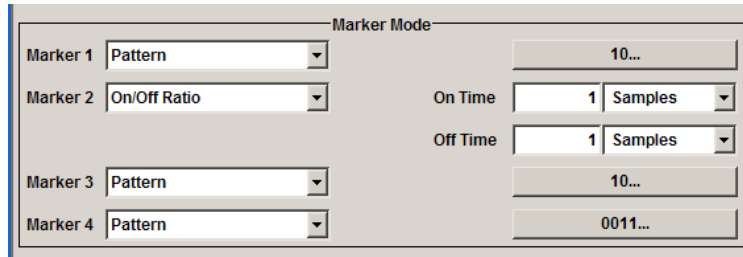 Marker Mode
Marker 1 Pattern 10...
Marker 2 On/Off Ratio On Time 1 Samples
Off Time 1 Samples
Marker 3 Pattern 10...
Marker 4 Pattern 0011...